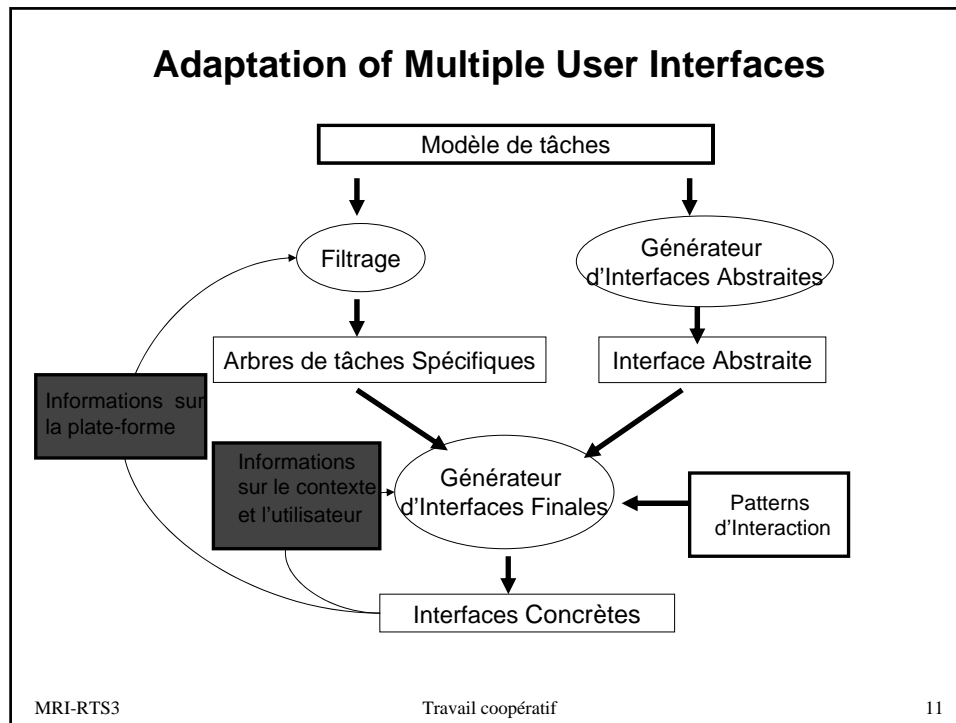 Adaptation of Multiple User Interfaces
Modèle de tâches
Filtrage
Générateur
d'Interfaces Abstraites
Arbres de tâches Spécifiques
Interface Abstraite
Informations sur
la plate-forme
Informations
sur le contexte
et l'utilisateur
Générateur
d'Interfaces Finales
Patterns
d'Interaction
Interfaces Concrètes
MRI-RTS3
Travail coopératif
11